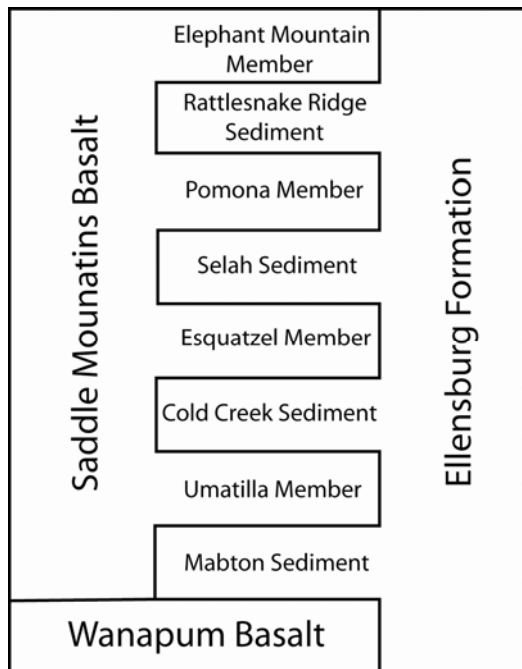 Elephant Mountain
Member
Rattlesnake Ridge
Sediment
Pomona Member
Selah Sediment
Esquatzel Member
Cold Creek Sediment
Umatilla Member
Mabton Sediment
Wanapum Basalt
Saddle Mounatins Basalt
Ellensburg Formation